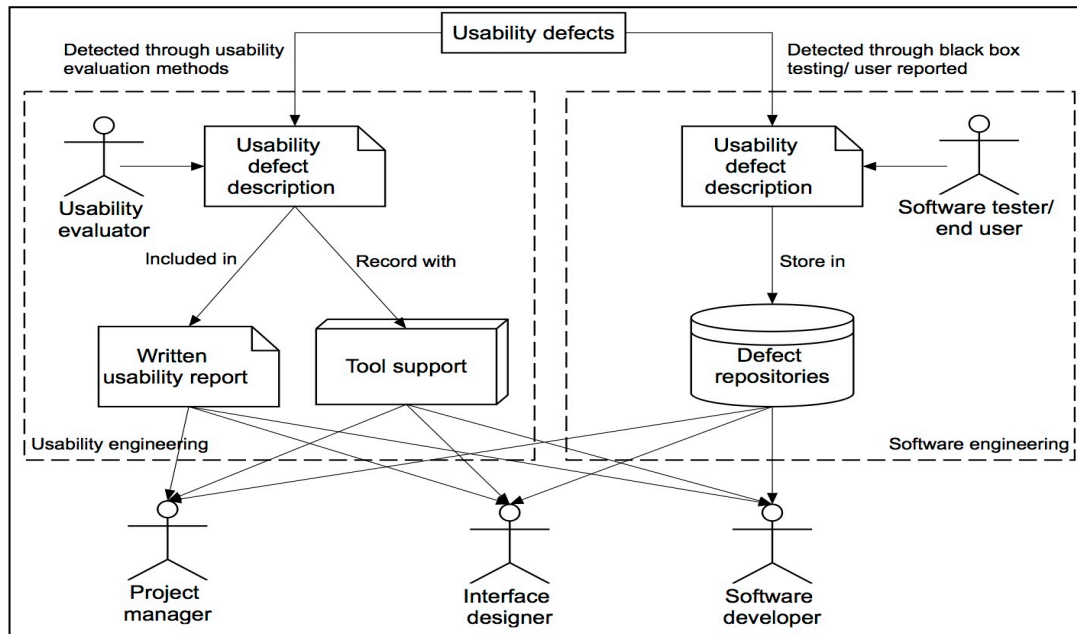 Usability defects
Detected through usability
evaluation methods
Detected through black box
testing/ user reported
Usability
defect
description
Usability
evaluator
Usability
defect
description
Software tester/
end user
Included in
Record with
Store in
Written
usability report
Tool support
Defect
repositories
Usability engineering
Software engineering
Project
manager
Interface
designer
Software
developer